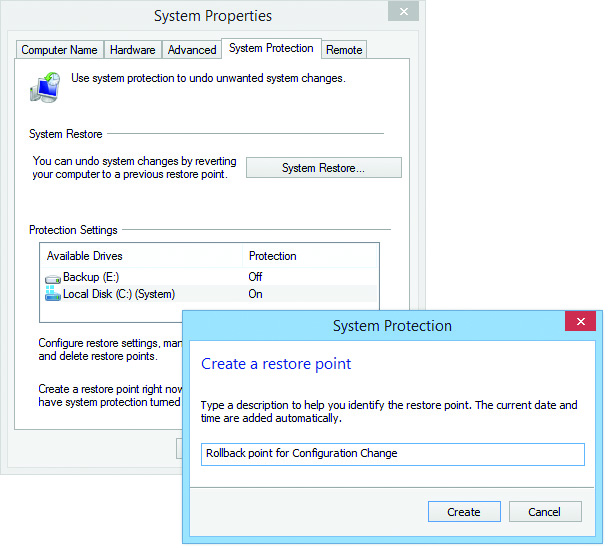 System Properties
Computer Name Hardware Advanced System Protection Remote
Use system protection to undo unwanted system changes.
System Restore
You can undo system changes by reverting
your computer to a previous restore point.
System Restore...
Protection Settings
Available Drives Protection
Backup (E:) Off
Local Disk (C:) (System) On
Configure restore settings,
and delete restore points.
Create a restore point right now
have system protection turned
System Protection
Create a restore point
Type a description to help you identify the restore point. The current date and
time are added automatically.
Rollback point for Configuration Change
Create Cancel